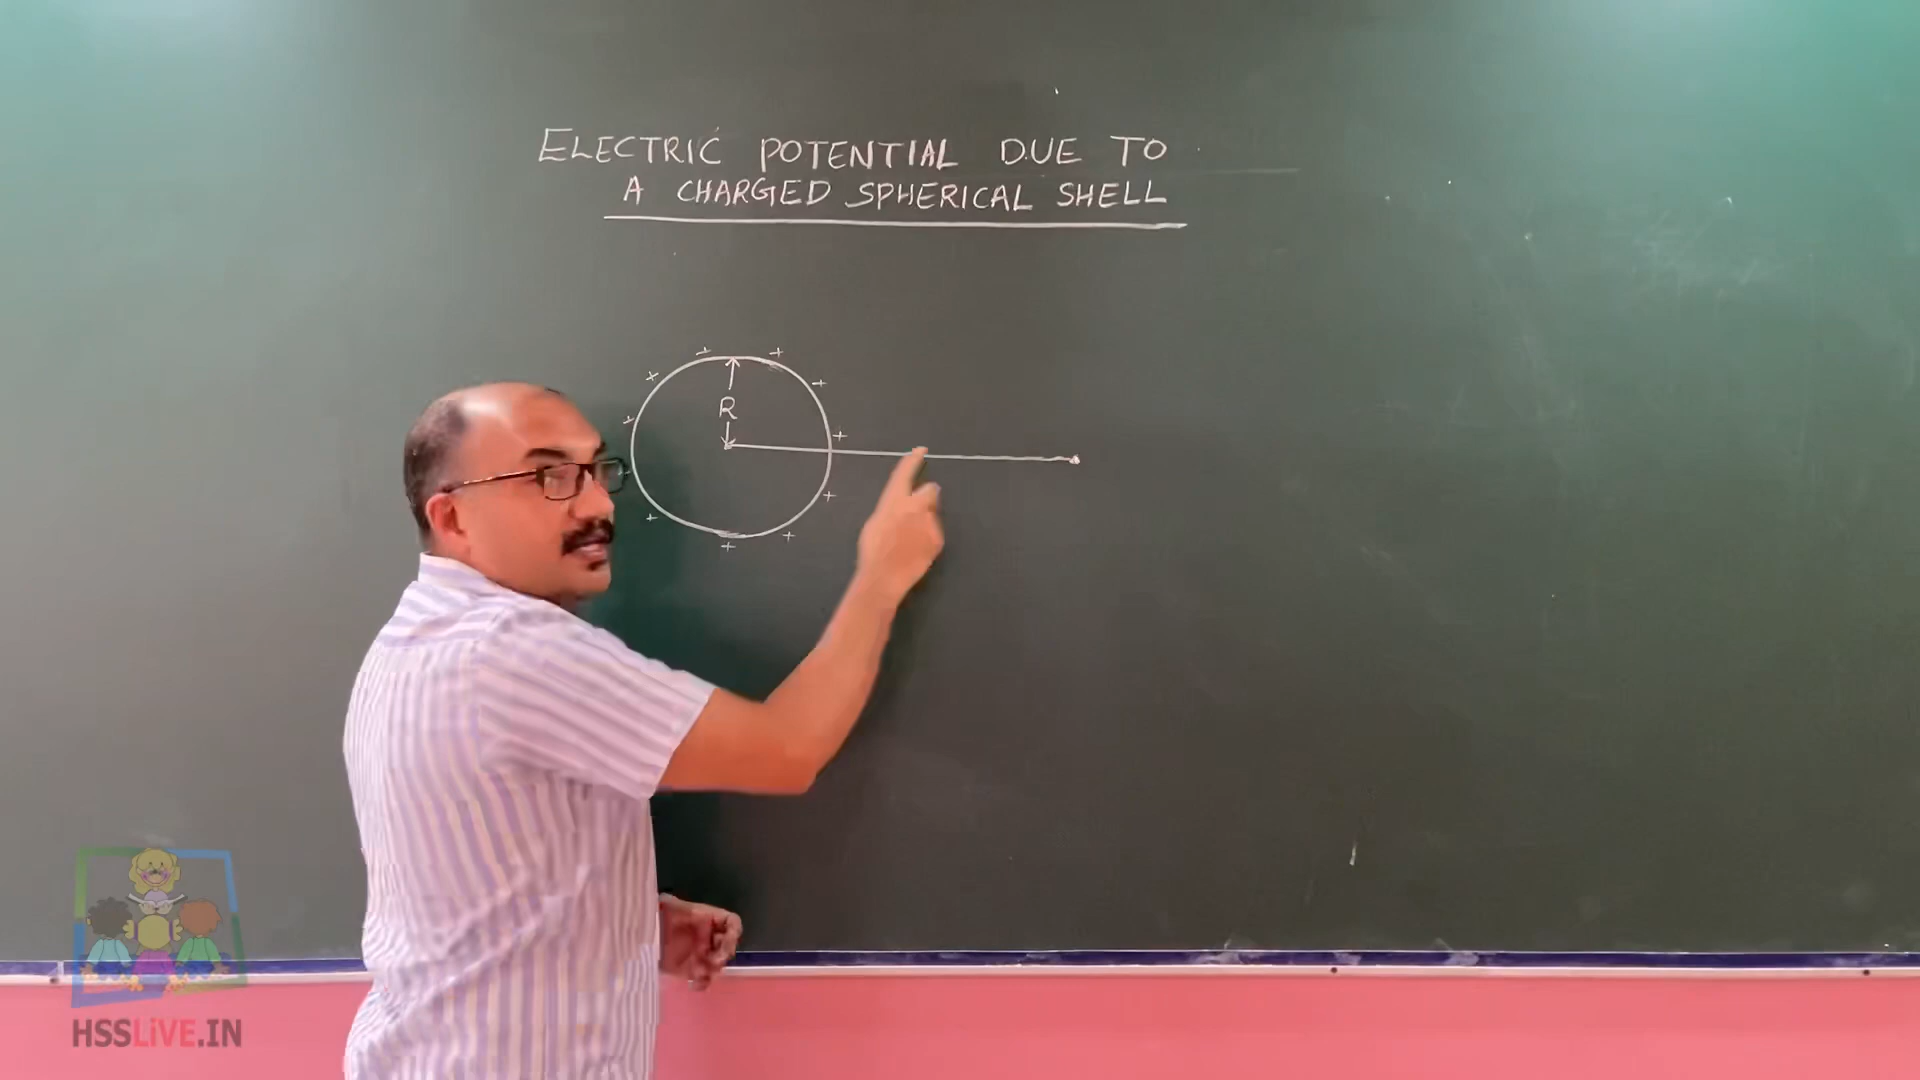 ELECTRIC POTENTIAL DUE TO
A CHARGED SPHERICAL SHELL
R
HSSLiVE.IN